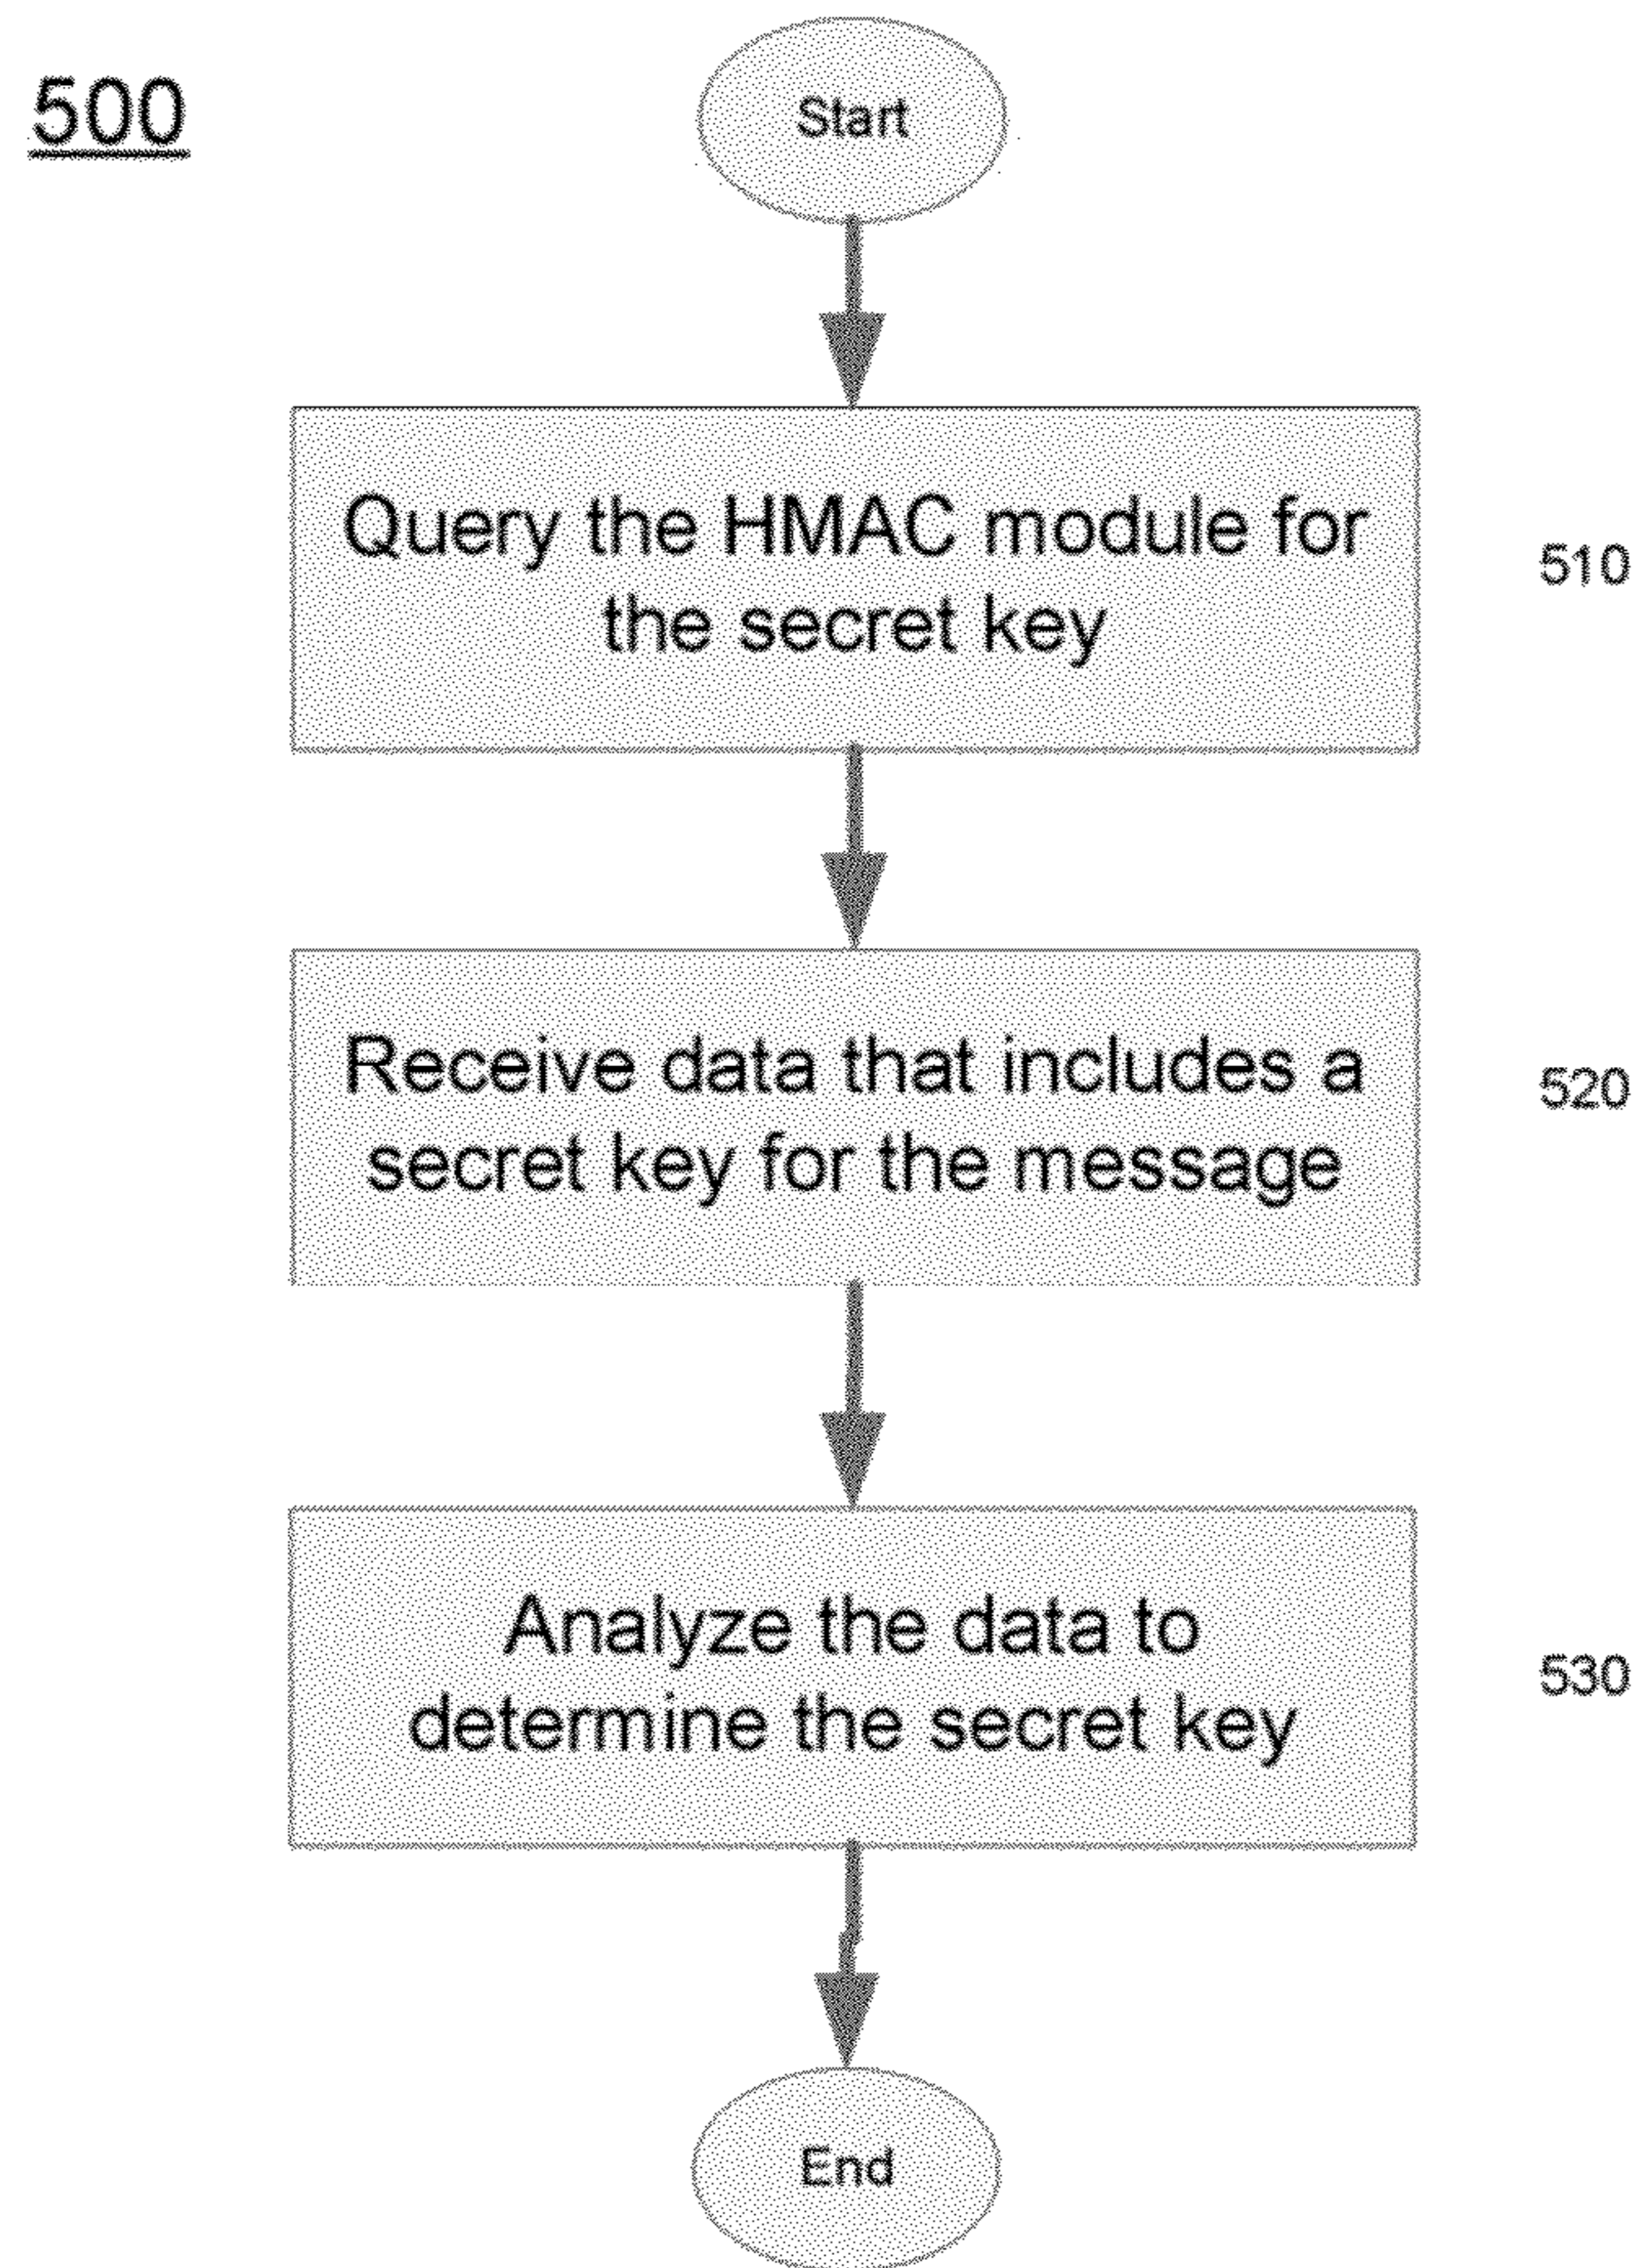 500
Start
Query the HMAC module for
the secret key
510
Receive data that includes a
secret key for the message
520
Analyze the data to
determine the secret key
530
End